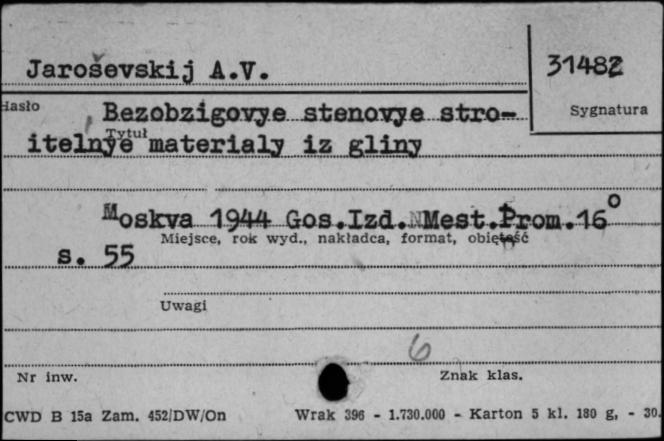 Jaroševskij A.V.
31482
Hasło
Sygnatura
Bezobzigovye stenovye stro-
Tytuł
itelnye materialy iz gliny
Moskva 1944 Gos.Izd. Mest.Prom.16°
Miejsce, rok wyd., nakładca, format, objętość
s. 55
Uwagi
6
Nr inw.
Znak klas.
CWD B 15a Zam. 452/DW/On Wrak 396 - 1.730.000 - Karton 5 kl. 180 g, - 30.